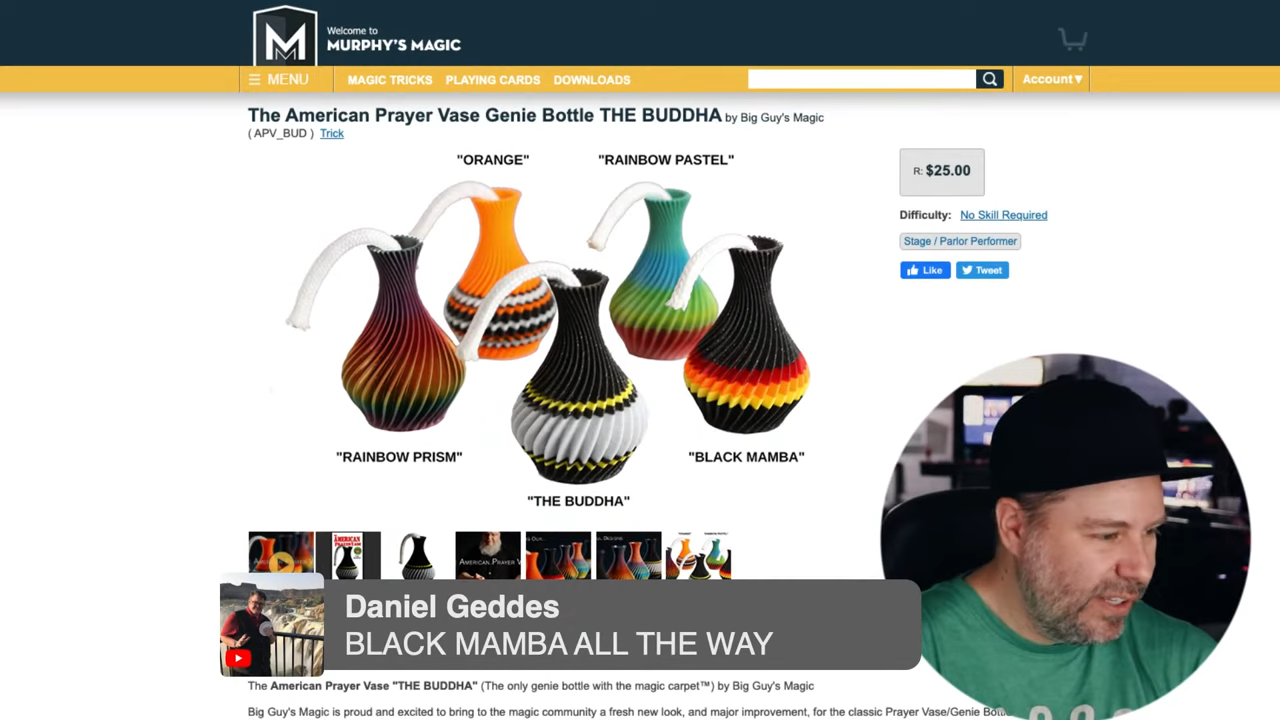 Welcome to
MURPHY'S MAGIC
MENU
MAGIC TRICKS
PLAYING CARDS
DOWNLOADS
Account▼
The American Prayer Vase Genie Bottle THE BUDDHA by Big Guy's Magic
( APV_BUD ) Trick
"ORANGE"
"RAINBOW PASTEL"
"RAINBOW PRISM"
"BLACK MAMBA"
"THE BUDDHA"
R: $25.00
Difficulty: No Skill Required
Stage / Parlor Performer
Like
Tweet
Daniel Geddes
BLACK MAMBA ALL THE WAY
The American Prayer Vase "THE BUDDHA" (The only genie bottle with the magic carpet™) by Big Guy's Magic
Big Guy's Magic is proud and excited to bring to the magic community a fresh new look, and major improvement, for the classic Prayer Vase/Genie